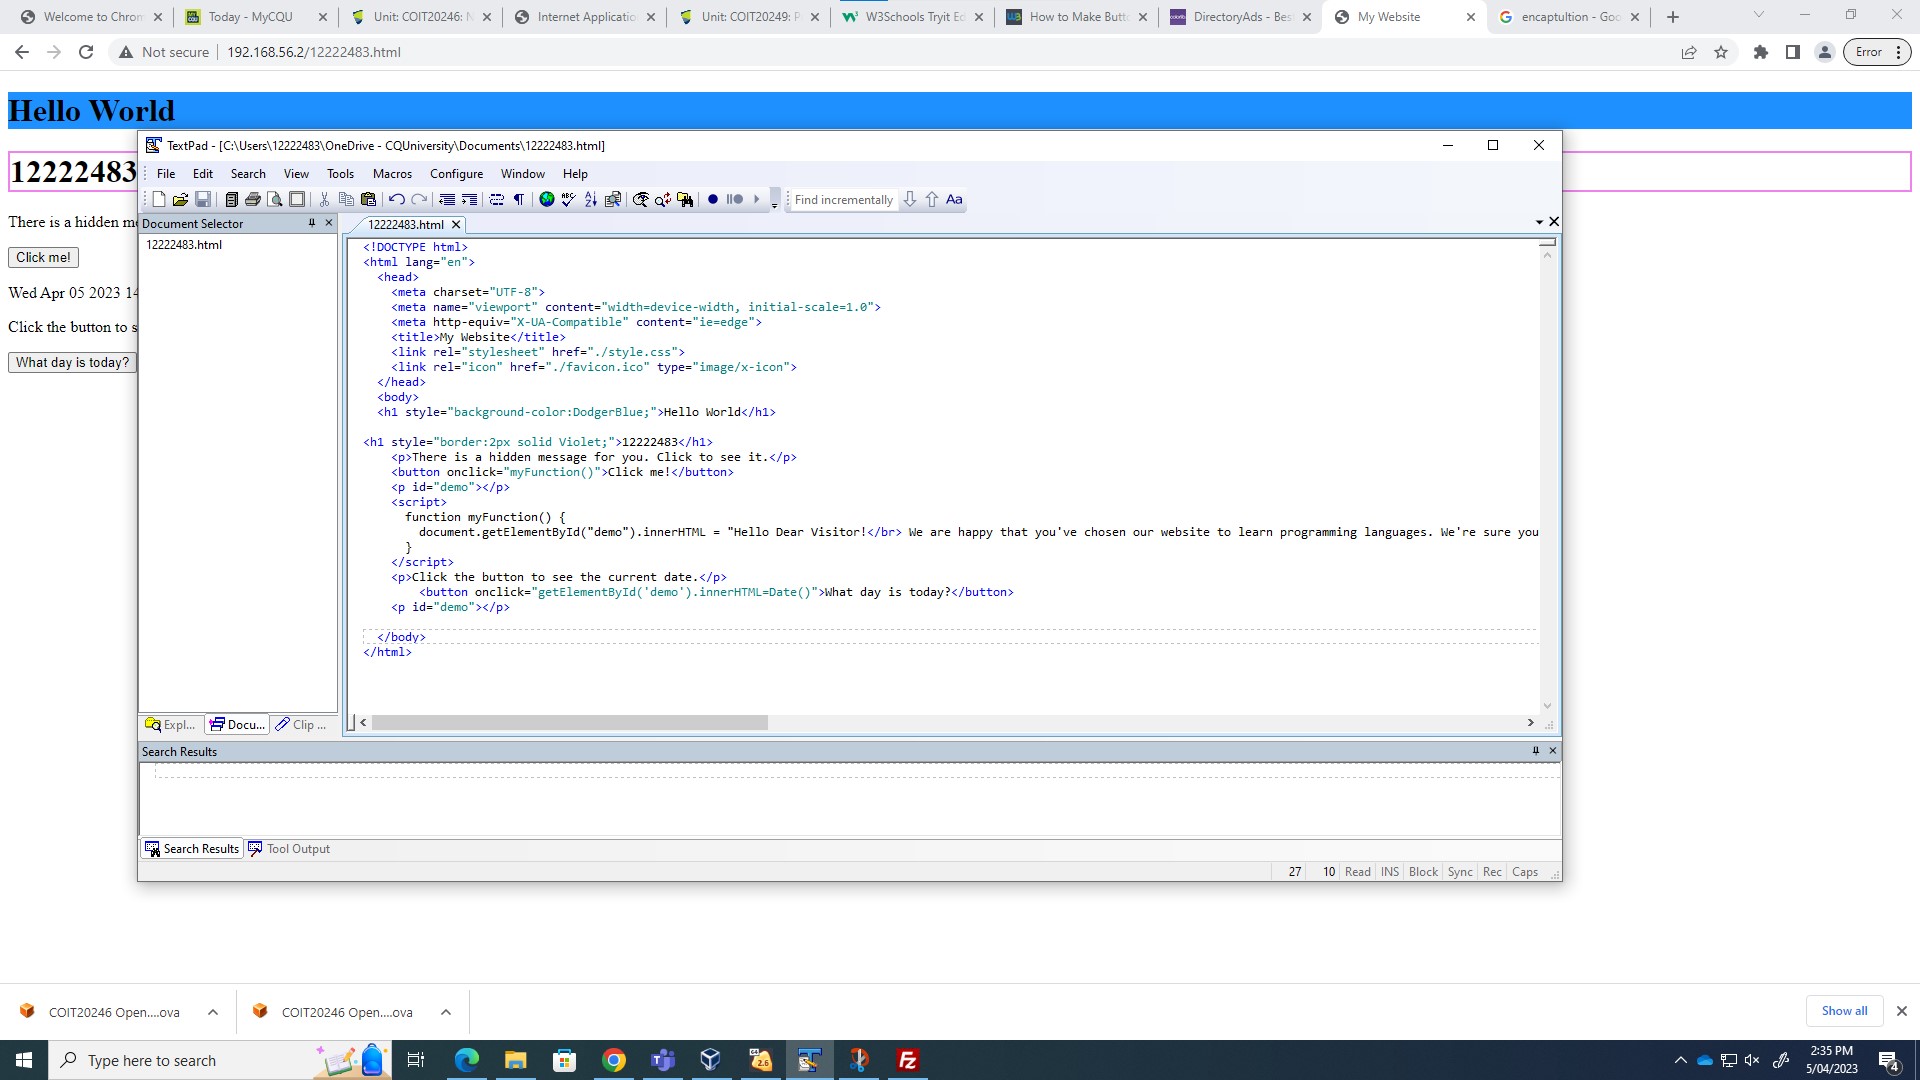 Welcome to Chrom
Today - MyCQU
Unit: COIT20246: N
Internet Applicatio
Unit: COIT20249: P
W3Schools Tryit Ed
How to Make Butt
DirectoryAds - Bes
My Website
encaptultion - Goo
Not secure
192.168.56.2/12222483.html
Error
Hello World
12222483
There is a hidden me
Click me!
Wed Apr 05 2023 14
Click the button to s
What day is today?
TextPad - [C:\Users\12222483\OneDrive - CQUniversity\Documents\12222483.html]
File Edit Search View Tools Macros Configure Window Help
Find incrementally
Aa
Document Selector
12222483.html
12222483.html
<!DOCTYPE html>
<html lang="en">
<head>
<meta charset="UTF-8">
<meta name="viewport" content="width=device-width, initial-scale=1.0">
<meta http-equiv="X-UA-Compatible" content="ie=edge">
<title>My Website</title>
<link rel="stylesheet" href="./style.css">
<link rel="icon" href="./favicon.ico" type="image/x-icon">
</head>
<body>
<h1 style="background-color:DodgerBlue;">Hello World</h1>
<h1 style="border:2px solid Violet;">12222483</h1>
<p>There is a hidden message for you. Click to see it.</p>
<button onclick="myFunction()">Click me!</button>
<p id="demo"></p>
<script>
function myFunction() {
document.getElementById("demo").innerHTML = "Hello Dear Visitor!</br> We are happy that you've chosen our website to learn programming languages. We're sure you
}
</script>
<p>Click the button to see the current date.</p>
<button onclick="getElementById('demo').innerHTML=Date()">What day is today?</button>
<p id="demo"></p>
</body>
</html>
Expl...
Docu...
Clip ...
Search Results
Search Results
Tool Output
27 10 Read INS Block Sync Rec Caps
COIT20246 Open....ova
COIT20246 Open....ova
Show all
Type here to search
2:35 PM
5/04/2023
4